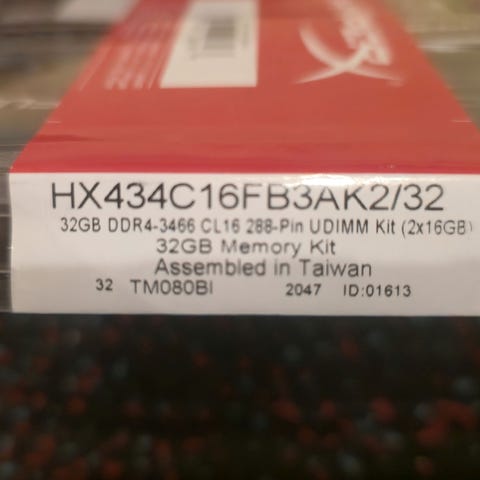 HX434C16FB3AK2/32
32GB DDR4-3466 CL16 288-Pin UDIMM Kit (2x16GB)
32GB Memory Kit
Assembled in Taiwan
32 TM080BI 2047 ID:01613